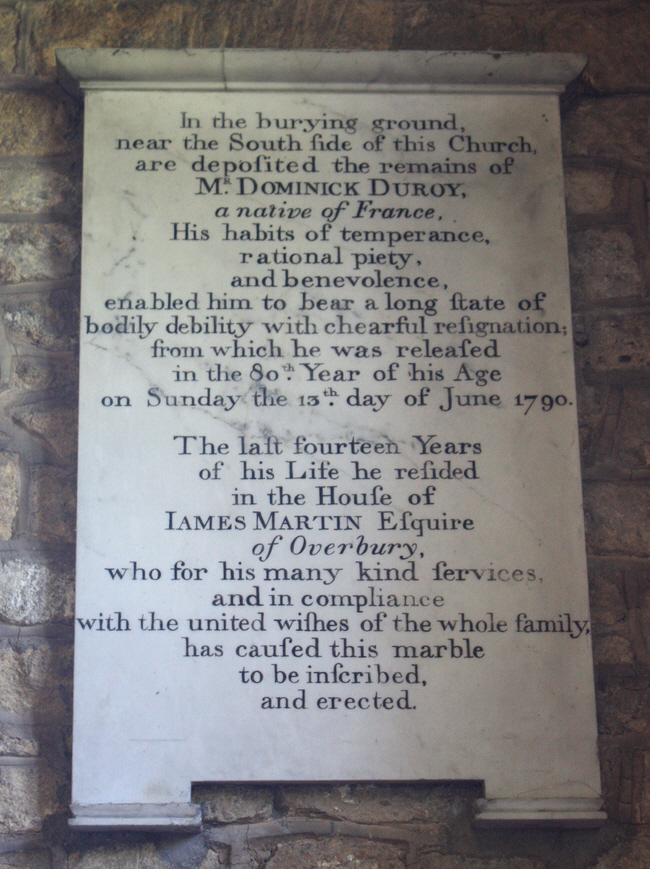 In the burying ground,
near the South ſide of this Church,
are depoſited the remains of
Mʳ. DOMINICK DUROY,
a native of France,
His habits of temperance,
rational piety,
and benevolence,
enabled him to bear a long ſtate of
bodily debility with chearful reſignation;
from which he was releaſed
in the 80ᵗʰ. Year of his Age
on Sunday the 13ᵗʰ. day of June 1790.
The laſt fourteen Years
of his Life he reſided
in the Houſe of
IAMES MARTIN Eſquire
of Overbury,
who for his many kind ſervices,
and in compliance
with the united wiſhes of the whole family,
has cauſed this marble
to be inſcribed,
and erected.